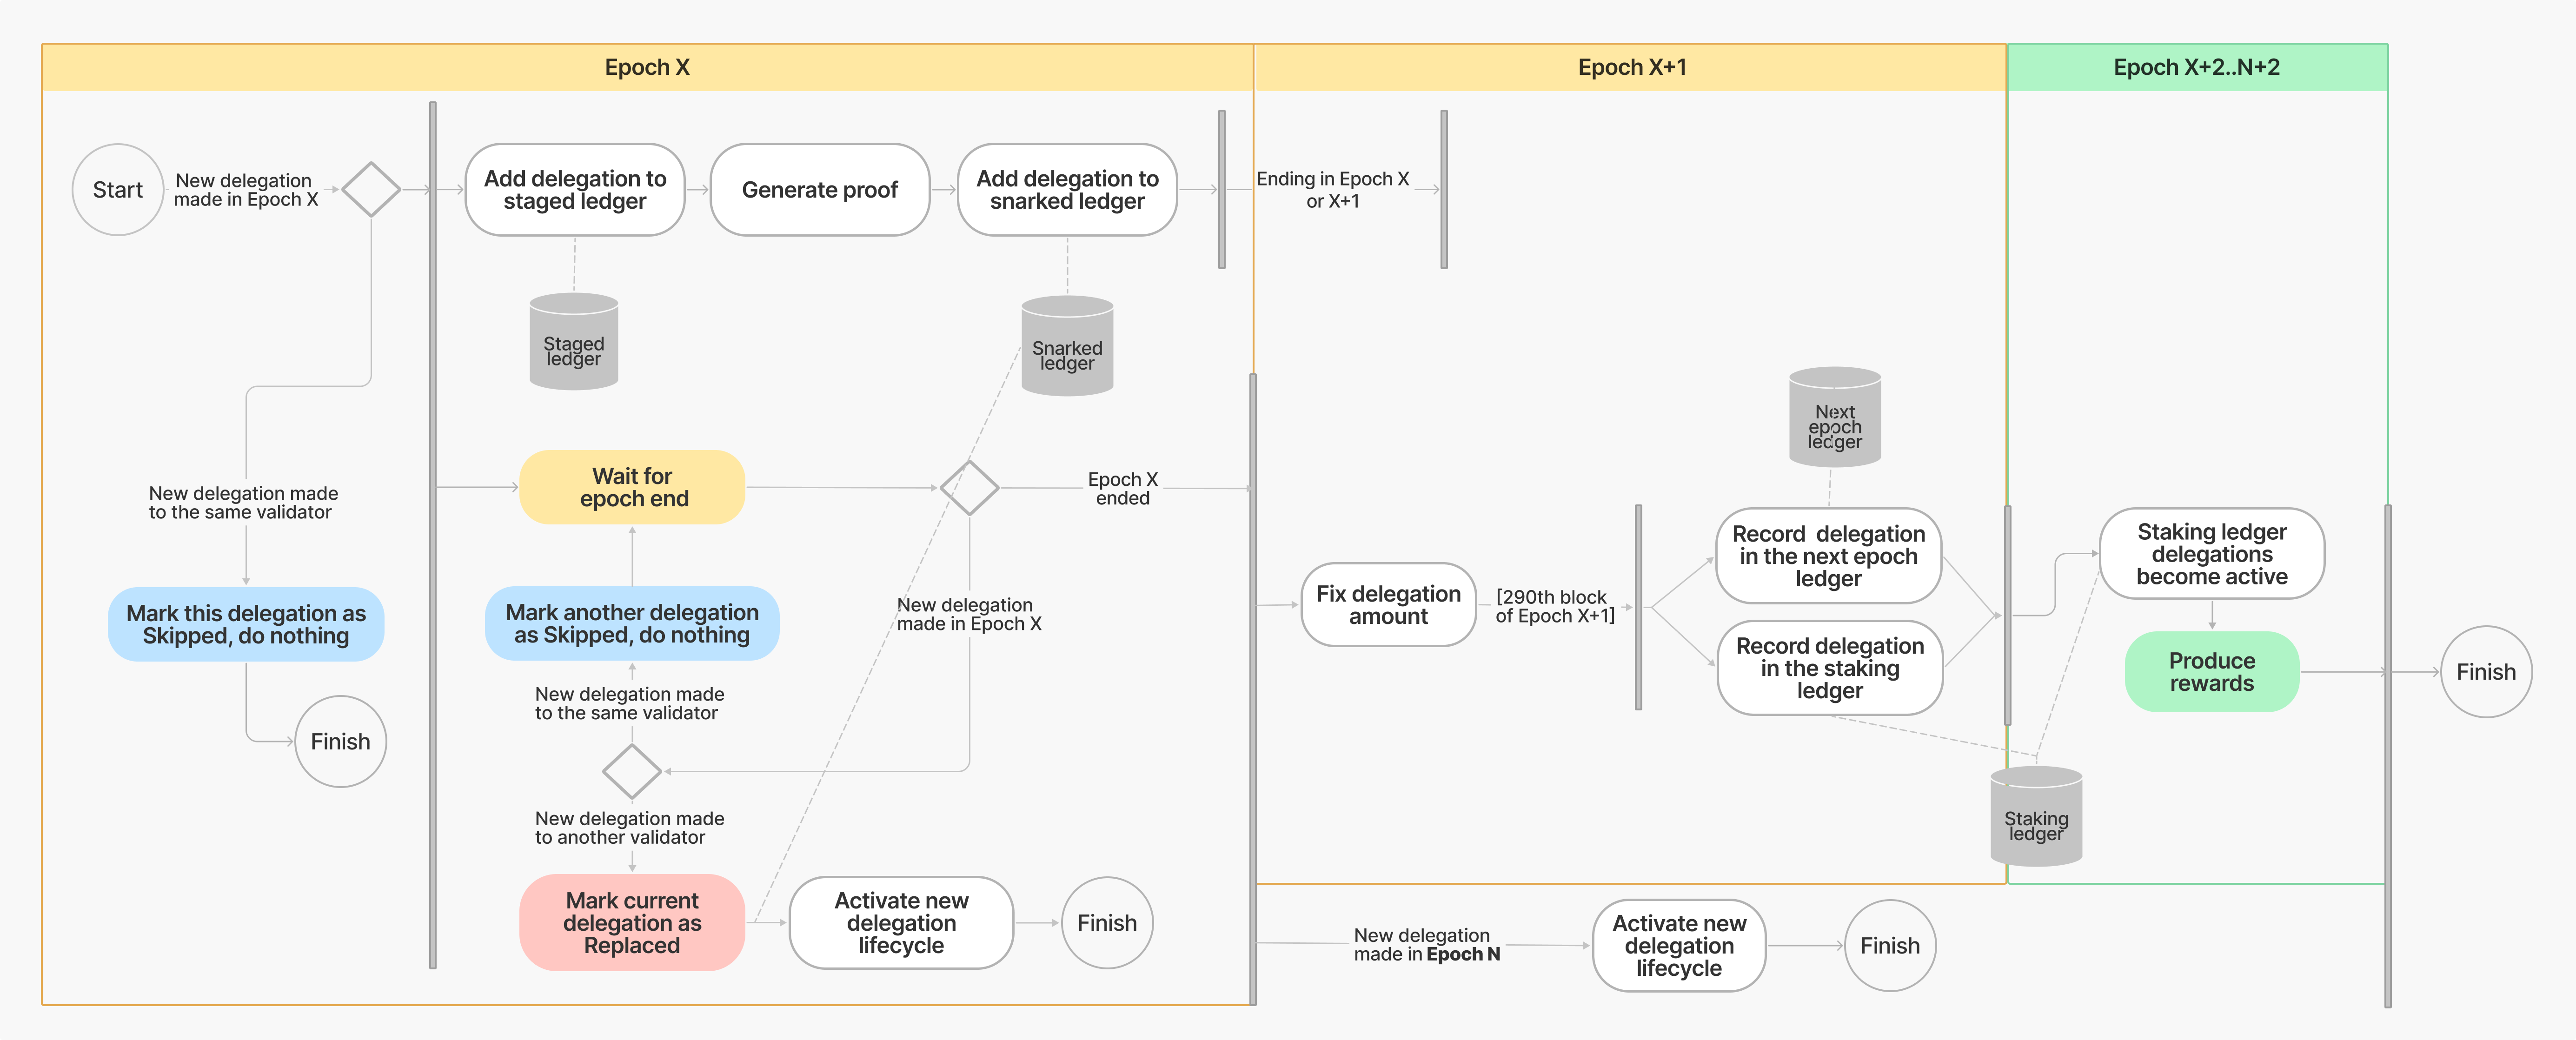 Epoch X
Epoch X+1
Epoch X+2..N+2
Start
New delegation
made in Epoch X
Add delegation to
staged ledger
Generate proof
Add delegation to
snarked ledger
Ending in Epoch X
or X+1
Staged
ledger
Snarked
ledger
New delegation made
to the same validator
Mark this delegation as
Skipped, do nothing
Finish
Wait for
epoch end
Epoch X
ended
Mark another delegation
as Skipped, do nothing
New delegation
made in Epoch X
New delegation made
to the same validator
New delegation made
to another validator
Mark current
delegation as
Replaced
Activate new
delegation
lifecycle
Finish
Fix delegation
amount
[290th block
of Epoch X+1]
Next
epoch
ledger
Record delegation
in the next epoch
ledger
Record delegation
in the staking
ledger
Staking
ledger
Staking ledger
delegations
become active
Produce
rewards
Finish
New delegation
made in Epoch N
Activate new
delegation
lifecycle
Finish